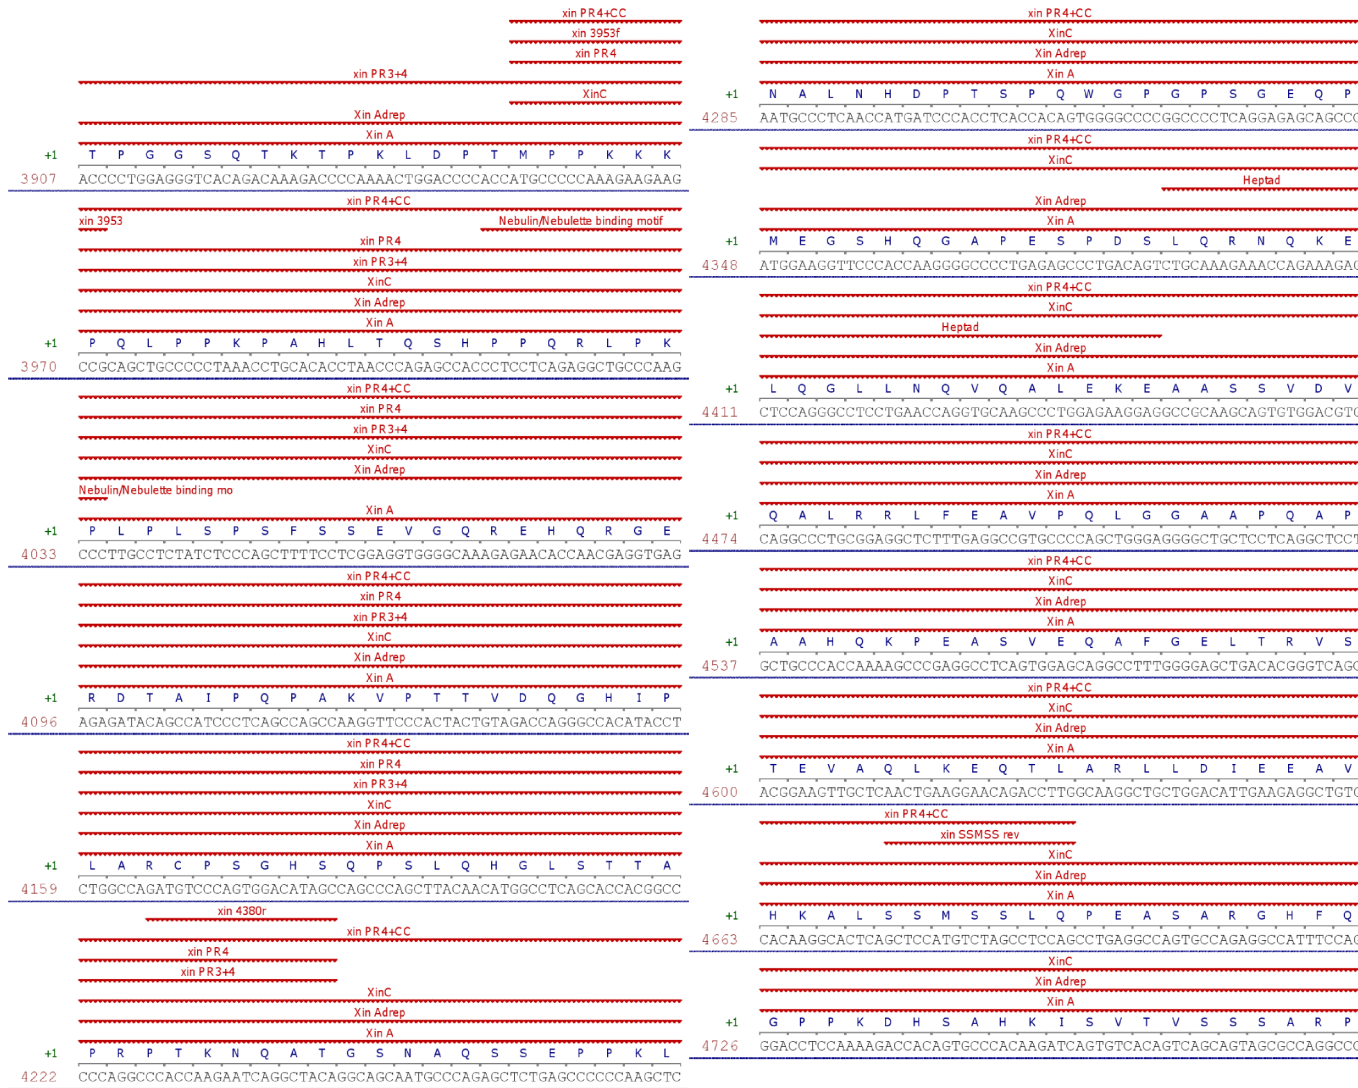 xin PR4+CC
xin 3953f
xin PR4
xin PR3+4
XinC
Xin Adrep
Xin A
+1 T P G G S Q T K T P K L D P T M P P K K K
3907 ACCCCTGGAGGGTCACAGACAAAGACCCCAAAACTGGACCCCACCATGCCCCCAAAGAAGAAG
xin PR4+CC
xin 3953 Nebulin/Nebulette binding motif
xin PR4
xin PR3+4
XinC
Xin Adrep
Xin A
+1 P Q L P P K P A H L T Q S H P P Q R L P K
3970 CCGCAGCTGCCCCCTAAACCTGCACACCTAACCCAGAGCCACCCTCCTCAGAGGCTGCCCAAG
xin PR4+CC
xin PR4
xin PR3+4
XinC
Xin Adrep
Nebulin/Nebulette binding mo
Xin A
+1 P L P L S P S F S S E V G Q R E H Q R G E
4033 CCCTTGCCTCTATCTCCCAGCTTTTCCTCGGAGGTGGGGCAAAGAGAACACCAACGAGGTGAG
xin PR4+CC
xin PR4
xin PR3+4
XinC
Xin Adrep
Xin A
+1 R D T A I P Q P A K V P T T V D Q G H I P
4096 AGAGATACAGCCATCCCTCAGCCAGCCAAGGTTCCCACTACTGTAGACCAGGGCCACATACCT
xin PR4+CC
xin PR4
xin PR3+4
XinC
Xin Adrep
Xin A
+1 L A R C P S G H S Q P S L Q H G L S T T A
4159 CTGGCCAGATGTCCCAGTGGACATAGCCAGCCCAGCTTACAACATGGCCTCAGCACCACGGCC
xin 4380r
xin PR4+CC
xin PR4
xin PR3+4
XinC
Xin Adrep
Xin A
+1 P R P T K N Q A T G S N A Q S S E P P K L
4222 CCCAGGCCCACCAAGAATCAGGCTACAGGCAGCAATGCCCAGAGCTCTGAGCCCCCCAAGCTC
xin PR4+CC
XinC
Xin Adrep
Xin A
+1 N A L N H D P T S P Q W G P G P S G E Q P
4285 AATGCCCTCAACCATGATCCCACCTCACCACAGTGGGGCCCCGGCCCCTCAGGAGAGCAGCCC
xin PR4+CC
XinC
Heptad
Xin Adrep
Xin A
+1 M E G S H Q G A P E S P D S L Q R N Q K E
4348 ATGGAAGGTTCCCACCAAGGGGCCCCTGAGAGCCCTGACAGTCTGCAAAGAAACCAGAAAGAG
xin PR4+CC
XinC
Heptad
Xin Adrep
Xin A
+1 L Q G L L N Q V Q A L E K E A A S S V D V
4411 CTCCAGGGCCTCCTGAACCAGGTGCAAGCCCTGGAGAAGGAGGCCGCAAGCAGTGTGGACGTG
xin PR4+CC
XinC
Xin Adrep
Xin A
+1 Q A L R R L F E A V P Q L G G A A P Q A P
4474 CAGGCCCTGCGGAGGCTCTTTGAGGCCGTGCCCCAGCTGGGAGGGGCTGCTCCTCAGGCTCCT
xin PR4+CC
XinC
Xin Adrep
Xin A
+1 A A H Q K P E A S V E Q A F G E L T R V S
4537 GCTGCCCACCAAAAGCCCGAGGCCTCAGTGGAGCAGGCCTTTGGGGAGCTGACACGGGTCAGC
xin PR4+CC
XinC
Xin Adrep
Xin A
+1 T E V A Q L K E Q T L A R L L D I E E A V
4600 ACGGAAGTTGCTCAACTGAAGGAACAGACCTTGGCAAGGCTGCTGGACATTGAAGAGGCTGTG
xin PR4+CC
xin SSMSS rev
XinC
Xin Adrep
Xin A
+1 H K A L S S M S S L Q P E A S A R G H F Q
4663 CACAAGGCACTCAGCTCCATGTCTAGCCTCCAGCCTGAGGCCAGTGCCAGAGGCCATTTCCAG
XinC
Xin Adrep
Xin A
+1 G P P K D H S A H K I S V T V S S S A R P
4726 GGACCTCCAAAAGACCACAGTGCCCACAAGATCAGTGTCACAGTCAGCAGTAGCGCCAGGCCC